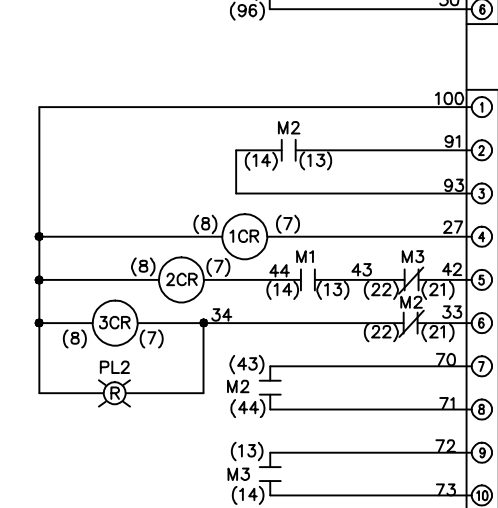 (96) 6
100 1
M2
91 2
(14) (13)
93 3
(8) 1CR (7) 27 4
M1 M3
(8) 2CR (7) 44 43 42 5
(14) (13) (22) (21)
M2
3CR 34 33 6
(8) (7) (22) (21)
PL2
R
(43) 70 7
M2
(44) 71 8
(13) 72 9
M3
(14) 73 10